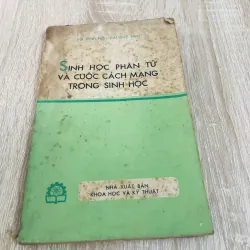 SINH HỌC PHÂN TỬ
VÀ CUỘC CÁCH MẠNG
TRONG SINH HỌC
NHÀ XUẤT BẢN
KHOA HỌC VÀ KỸ THUẬT